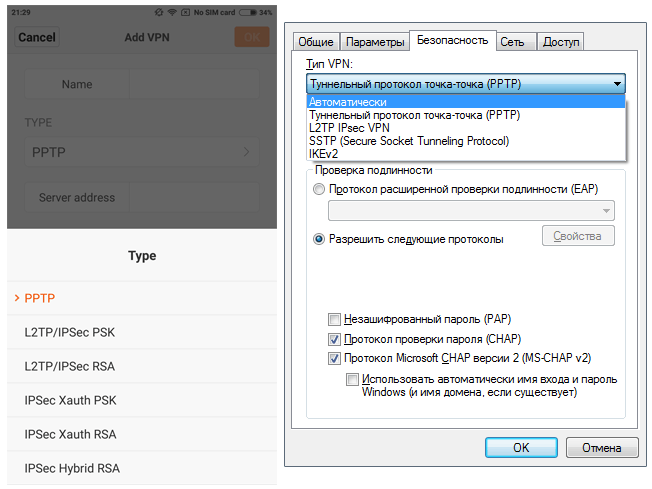 21:29
No SIM card
34%
Cancel
Add VPN
OK
Name
TYPE
PPTP
Server address
Type
PPTP
L2TP/IPSec PSK
L2TP/IPSec RSA
IPSec Xauth PSK
IPSec Xauth RSA
IPSec Hybrid RSA
Общие
Параметры
Безопасность
Сеть
Доступ
Тип VPN:
Туннельный протокол точка-точка (PPTP)
Автоматически
Туннельный протокол точка-точка (PPTP)
L2TP IPsec VPN
SSTP (Secure Socket Tunneling Protocol)
IKEv2
Проверка подлинности
Протокол расширенной проверки подлинности (EAP)
Разрешить следующие протоколы
Свойства
Незашифрованный пароль (PAP)
Протокол проверки пароля (CHAP)
Протокол Microsoft CHAP версии 2 (MS-CHAP v2)
Использовать автоматически имя входа и пароль
Windows (и имя домена, если существует)
OK
Отмена